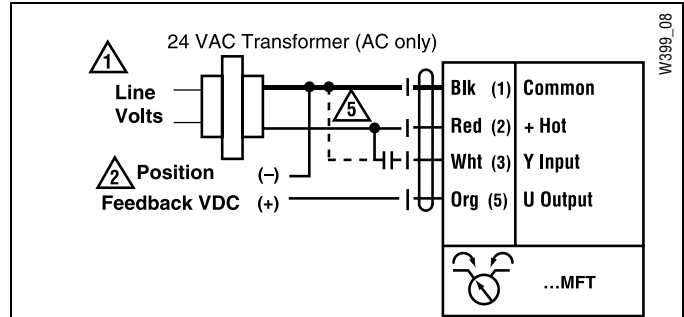 24 VAC Transformer (AC only)
1
Line
Volts
5
2
Position (–)
Feedback VDC (+)
Blk (1) Common
Red (2) + Hot
Wht (3) Y Input
Org (5) U Output
...MFT
W399_08